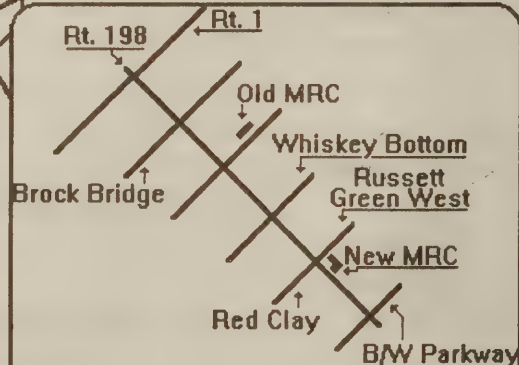 Rt. 1
Rt. 198
Old MRC
Whiskey Bottom
Brock Bridge
Russett
Green West
New MRC
Red Clay
B/W Parkway